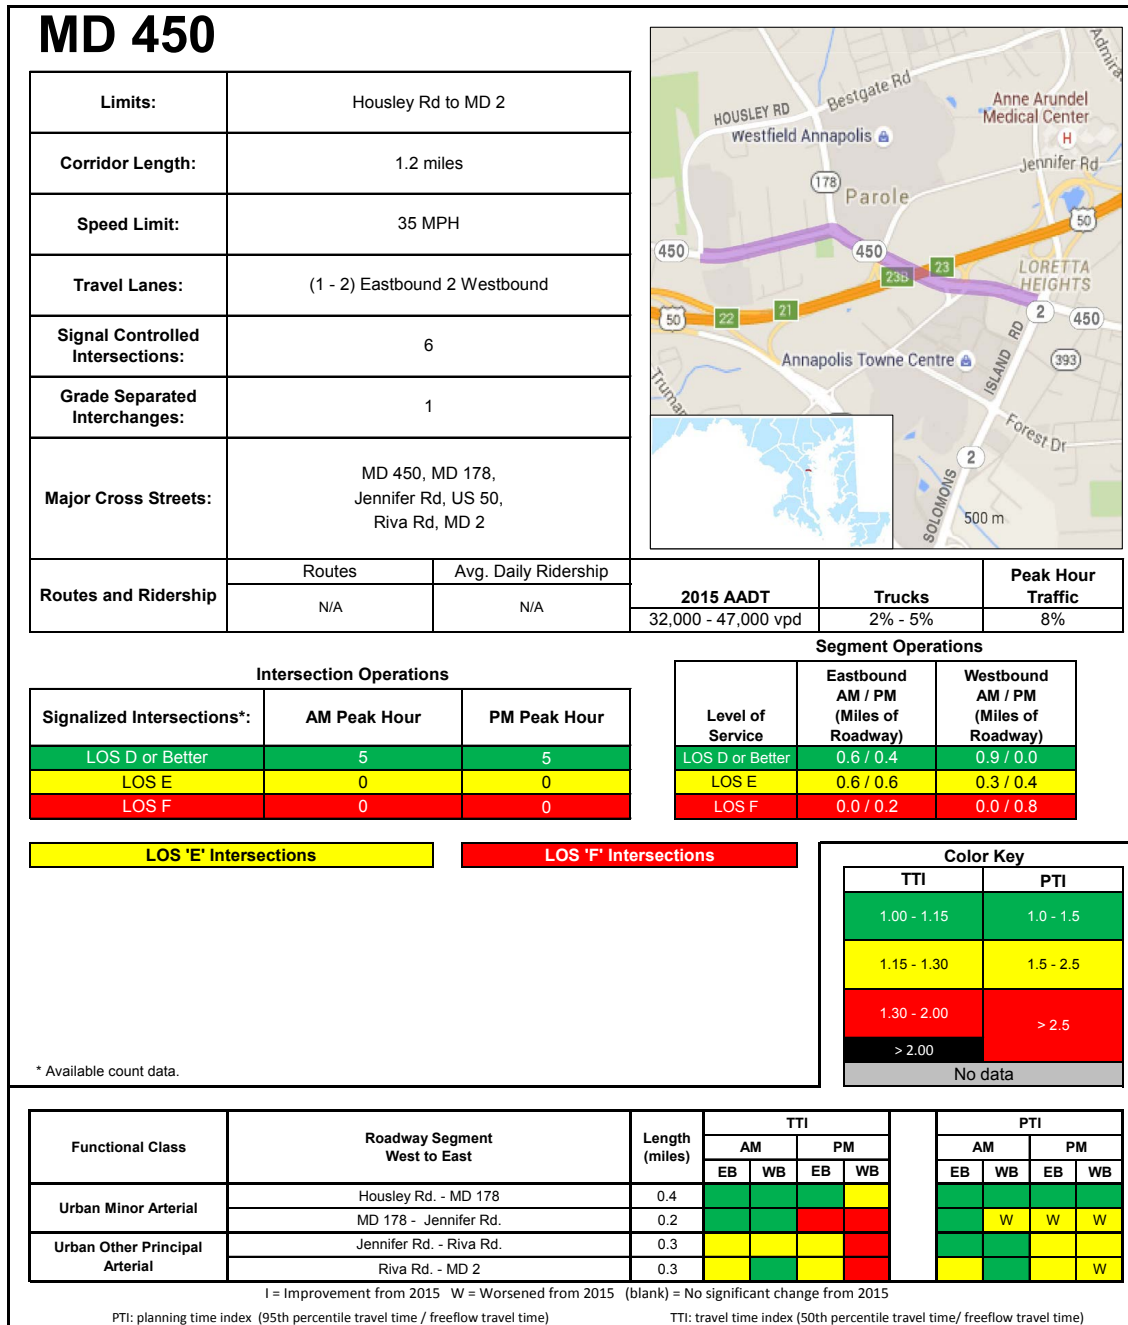 MD 450
Limits: Housley Rd to MD 2
Corridor Length: 1.2 miles
Speed Limit: 35 MPH
Travel Lanes: (1 - 2) Eastbound 2 Westbound
Signal Controlled
Intersections: 6
Grade Separated
Interchanges: 1
Major Cross Streets: MD 450, MD 178,
Jennifer Rd, US 50,
Riva Rd, MD 2
HOUSLEY RD
Bestgate Rd
Admira
Anne Arundel
Medical Center
H
Westfield Annapolis
Jennifer Rd
178
Parole
50
450
450
23B
23
LORETTA
HEIGHTS
50
22
21
2
450
Annapolis Towne Centre
ISLAND RD
393
Truman
Forest Dr
2
SOLOMONS
500 m
Routes and Ridership
Routes Avg. Daily Ridership
N/A N/A
2015 AADT Trucks Peak Hour
Traffic
32,000 - 47,000 vpd 2% - 5% 8%
Intersection Operations
Signalized Intersections*: AM Peak Hour PM Peak Hour
LOS D or Better 5 5
LOS E 0 0
LOS F 0 0
Segment Operations
Level of
Service
Eastbound
AM / PM
(Miles of
Roadway)
Westbound
AM / PM
(Miles of
Roadway)
LOS D or Better 0.6 / 0.4 0.9 / 0.0
LOS E 0.6 / 0.6 0.3 / 0.4
LOS F 0.0 / 0.2 0.0 / 0.8
LOS 'E' Intersections LOS 'F' Intersections
* Available count data.
Color Key
TTI PTI
1.00 - 1.15 1.0 - 1.5
1.15 - 1.30 1.5 - 2.5
1.30 - 2.00 > 2.5
> 2.00
No data
Functional Class
Roadway Segment
West to East
Length
(miles)
TTI PTI
AM PM AM PM
EB WB EB WB EB WB EB WB
Urban Minor Arterial
Housley Rd. - MD 178 0.4
MD 178 - Jennifer Rd. 0.2 W W W
Urban Other Principal
Arterial
Jennifer Rd. - Riva Rd. 0.3
Riva Rd. - MD 2 0.3 W
I = Improvement from 2015 W = Worsened from 2015 (blank) = No significant change from 2015
PTI: planning time index (95th percentile travel time / freeflow travel time) TTI: travel time index (50th percentile travel time/ freeflow travel time)